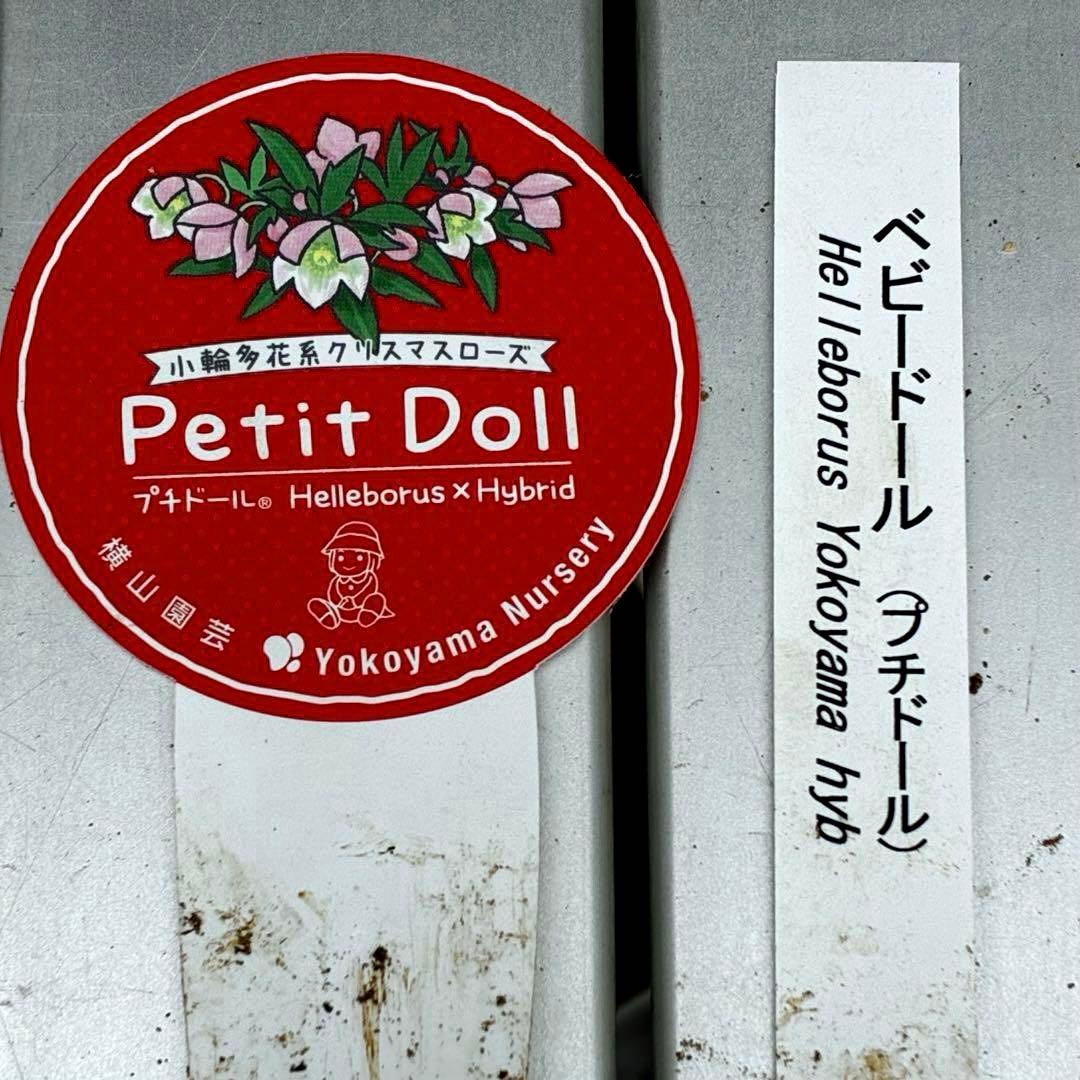 小輪多花系クリスマスローズ
Petit Doll
プチドール® Helleborus×Hybrid
横山園芸
Yokoyama Nursery
ベビードール (プチドール)
Helleborus Yokoyama hyb